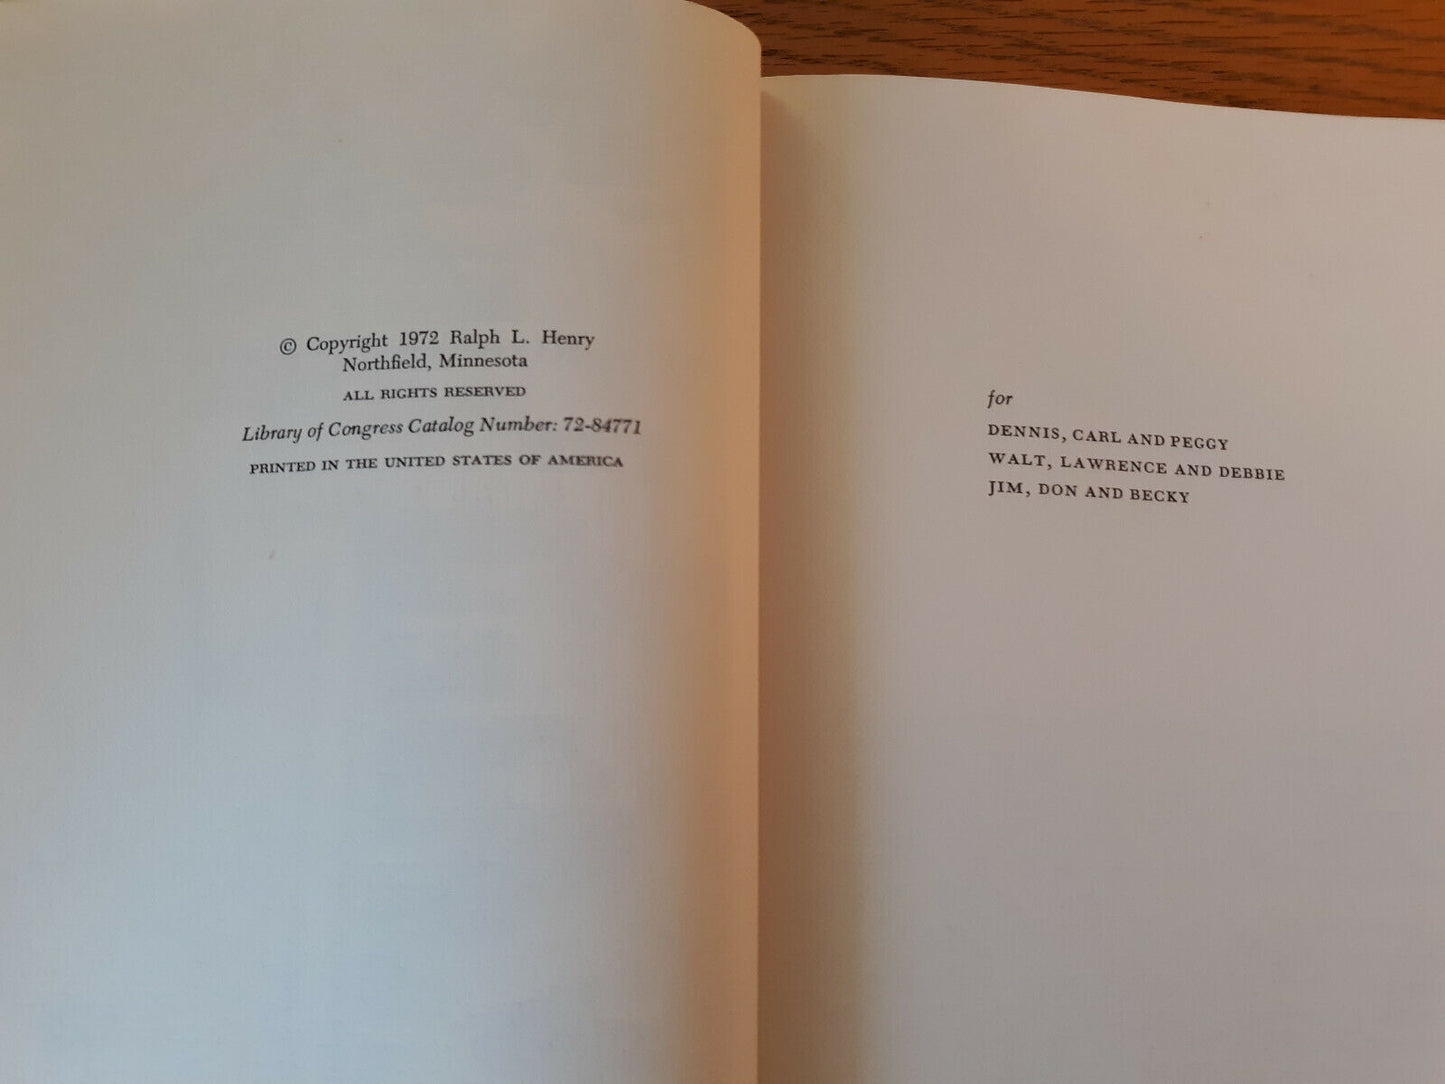 © Copyright 1972 Ralph L. Henry
Northfield, Minnesota
ALL RIGHTS RESERVED
Library of Congress Catalog Number: 72-84771
PRINTED IN THE UNITED STATES OF AMERICA
for
DENNIS, CARL AND PEGGY
WALT, LAWRENCE AND DEBBIE
JIM, DON AND BECKY